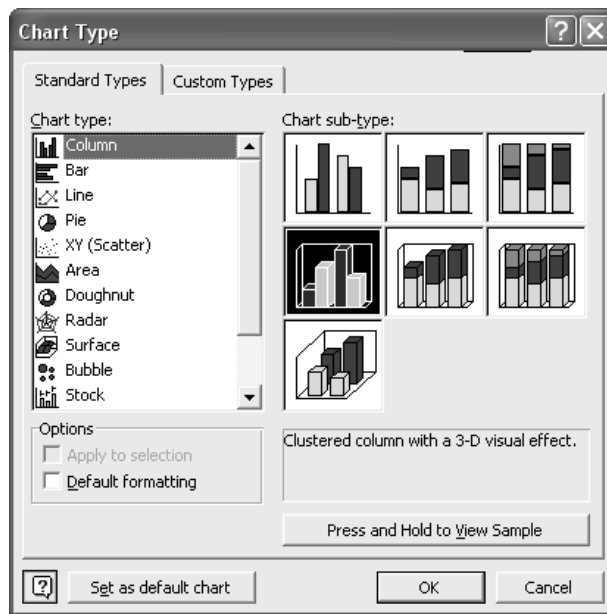 Chart Type
Standard Types
Custom Types
Chart type:
Column
Bar
Line
Pie
XY (Scatter)
Area
Doughnut
Radar
Surface
Bubble
Stock
Chart sub-type:
Options
Apply to selection
Default formatting
Clustered column with a 3-D visual effect.
Press and Hold to View Sample
Set as default chart
OK
Cancel